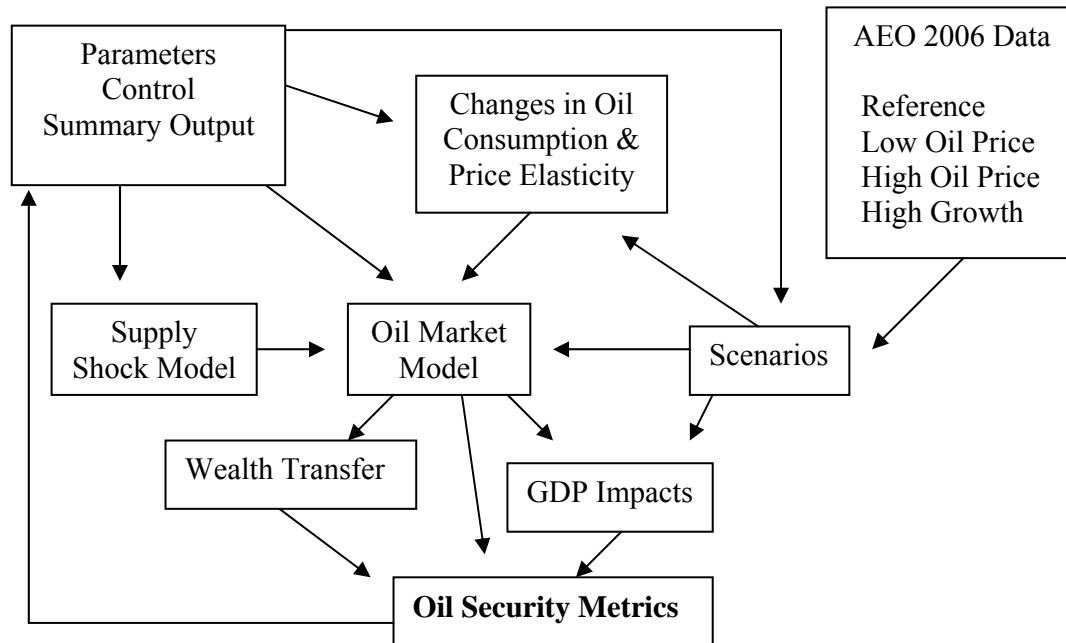 Parameters
Control
Summary Output
Changes in Oil
Consumption &
Price Elasticity
AEO 2006 Data
Reference
Low Oil Price
High Oil Price
High Growth
Supply
Shock Model
Oil Market
Model
Scenarios
Wealth Transfer
GDP Impacts
Oil Security Metrics